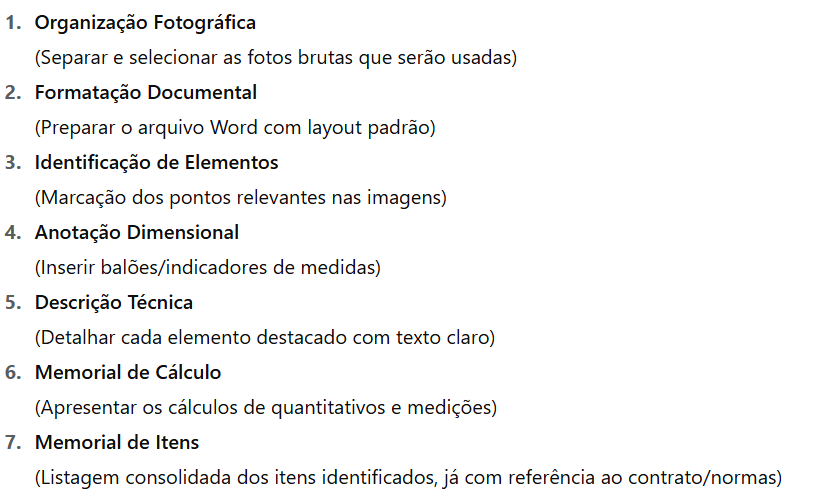 1. Organização Fotográfica
(Separar e selecionar as fotos brutas que serão usadas)
2. Formatação Documental
(Preparar o arquivo Word com layout padrão)
3. Identificação de Elementos
(Marcação dos pontos relevantes nas imagens)
4. Anotação Dimensional
(Inserir balões/indicadores de medidas)
5. Descrição Técnica
(Detalhar cada elemento destacado com texto claro)
6. Memorial de Cálculo
(Apresentar os cálculos de quantitativos e medições)
7. Memorial de Itens
(Listagem consolidada dos itens identificados, já com referência ao contrato/normas)